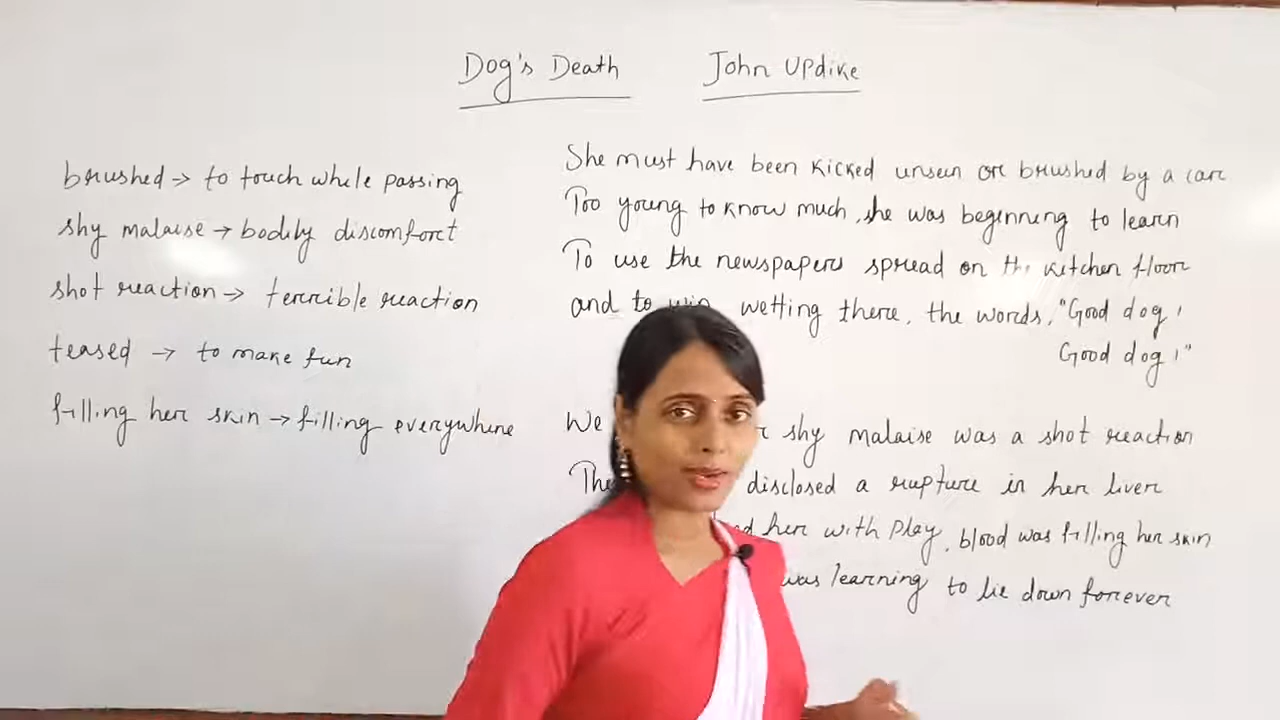 Dog's Death John Updike
brushed → to touch while passing
shy malaise → bodily discomfort
shot reaction → terrible reaction
teased → to make fun
filling her skin → filling everywhere
She must have been kicked unseen or brushed by a car
Too young to know much, she was beginning to learn
To use the newspapers spread on the kitchen floor
and to win, wetting there, the words, "Good dog!
Good dog!"
We shy malaise was a shot reaction
The disclosed a rupture in her liver
her with play, blood was filling her skin
was learning to lie down forever